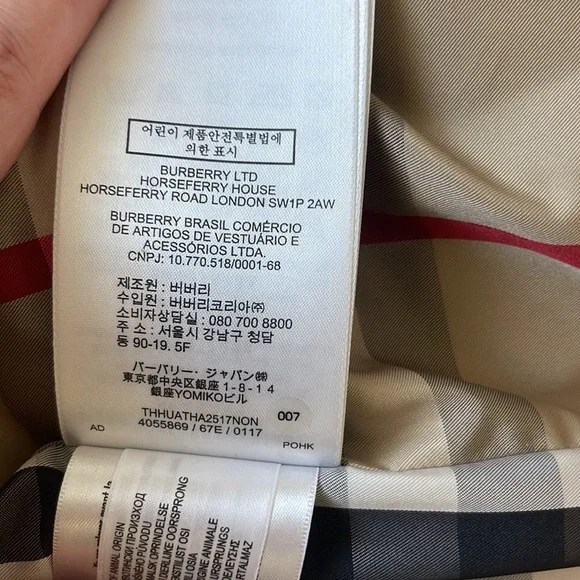 어린이 제품안전특별법에
의한 표시
BURBERRY LTD
HORSEFERRY HOUSE
HORSEFERRY ROAD LONDON SW1P 2AW
BURBERRY BRASIL COMÉRCIO
DE ARTIGOS DE VESTUÁRIO E
ACESSÓRIOS LTDA.
CNPJ: 10.770.518/0001-68
제조원 : 버버리
수입원 : 버버리코리아㈜
소비자상담실 : 080 700 8800
주 소 : 서울시 강남구 청담
동 90-19. 5F
バーバリー・ジャパン㈱
東京都中央区銀座1-8-14
銀座YOMIKOビル
THHUATHA2517NON 007
AD 4055869 / 67E / 0117 POHK